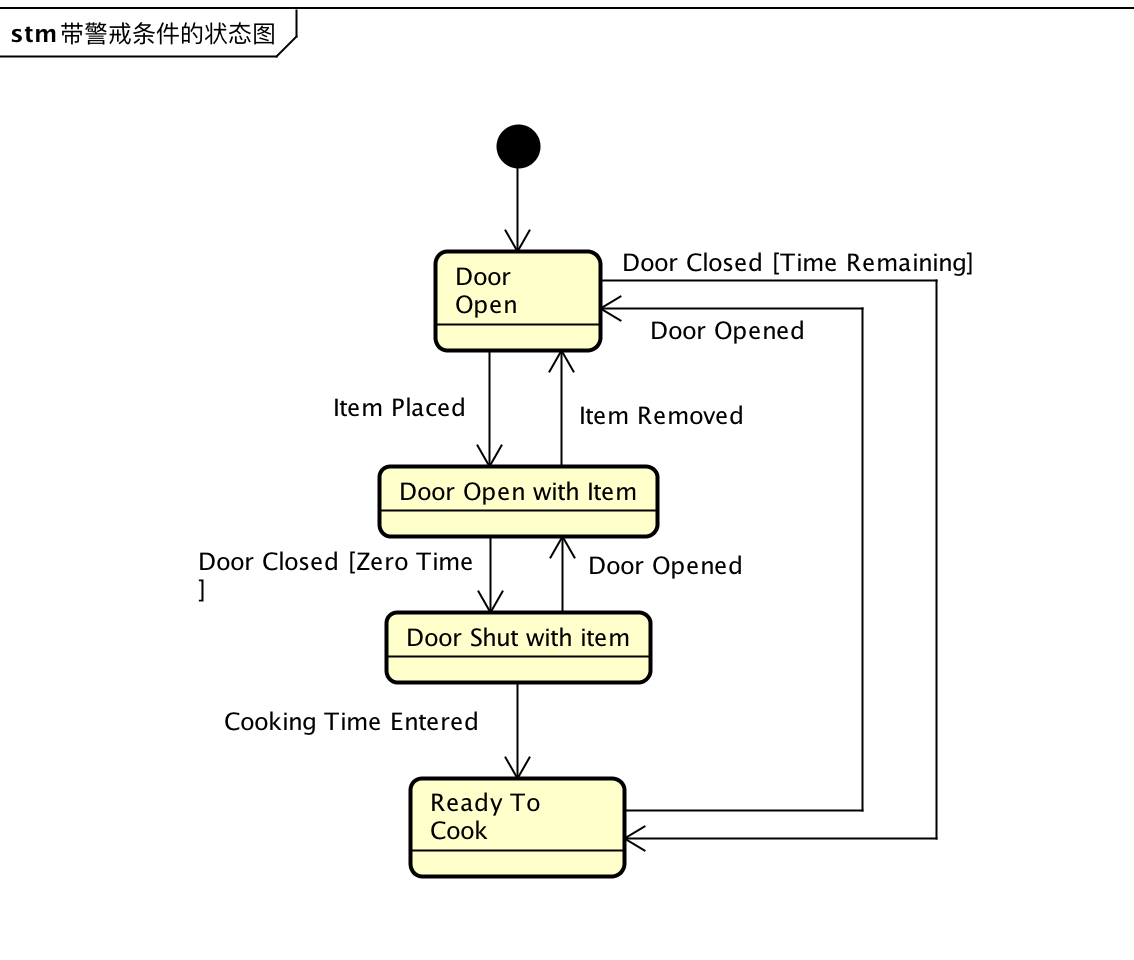 stm 带警戒条件的状态图
Door Closed [Time Remaining]
Door
Open
Door Opened
Item Placed
Item Removed
Door Open with Item
Door Closed [Zero Time
]
Door Opened
Door Shut with item
Cooking Time Entered
Ready To
Cook